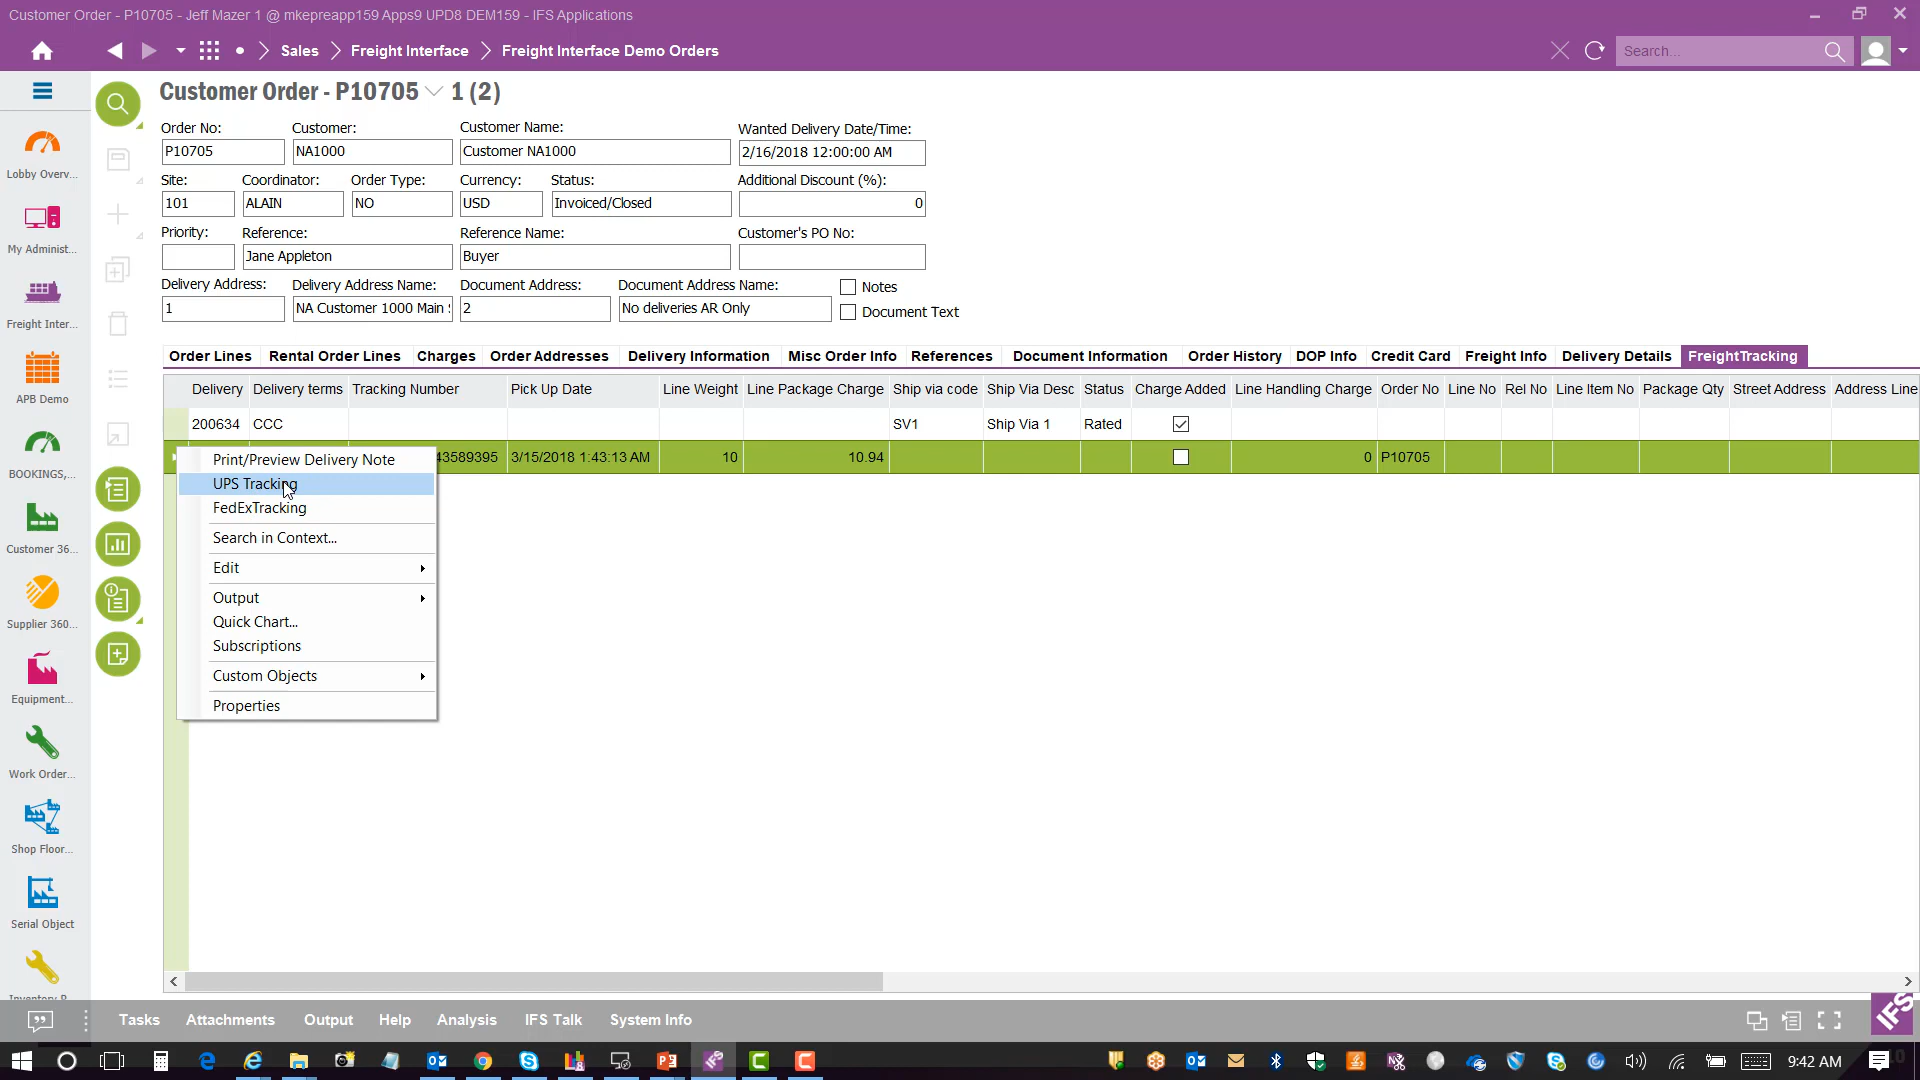 Customer Order - P10705 - Jeff Mazer 1 @ mkepreapp159 Apps9 UPD8 DEM159 - IFS Applications
Sales
Freight Interface
Freight Interface Demo Orders
Search...
Customer Order - P10705 1 (2)
Order No: Customer: Customer Name: Wanted Delivery Date/Time:
P10705 NA1000 Customer NA1000 2/16/2018 12:00:00 AM
Site: Coordinator: Order Type: Currency: Status: Additional Discount (%):
101 ALAIN NO USD Invoiced/Closed 0
Priority: Reference: Reference Name: Customer's PO No:
Jane Appleton Buyer
Delivery Address: Delivery Address Name: Document Address: Document Address Name: Notes
1 NA Customer 1000 Main 2 No deliveries AR Only Document Text
Order Lines Rental Order Lines Charges Order Addresses Delivery Information Misc Order Info References Document Information Order History DOP Info Credit Card Freight Info Delivery Details FreightTracking
Delivery Delivery terms Tracking Number Pick Up Date Line Weight Line Package Charge Ship via code Ship Via Desc Status Charge Added Line Handling Charge Order No Line No Rel No Line Item No Package Qty Street Address Address Line
200634 CCC SV1 Ship Via 1 Rated
43589395 3/15/2018 1:43:13 AM 10 10.94 0 P10705
Print/Preview Delivery Note
UPS Tracking
FedExTracking
Search in Context...
Edit
Output
Quick Chart...
Subscriptions
Custom Objects
Properties
Lobby Overv...
My Administ...
Freight Inter...
APB Demo
BOOKINGS,...
Customer 36...
Supplier 360...
Equipment...
Work Order...
Shop Floor...
Serial Object
Tasks Attachments Output Help Analysis IFS Talk System Info
IFS
9:42 AM